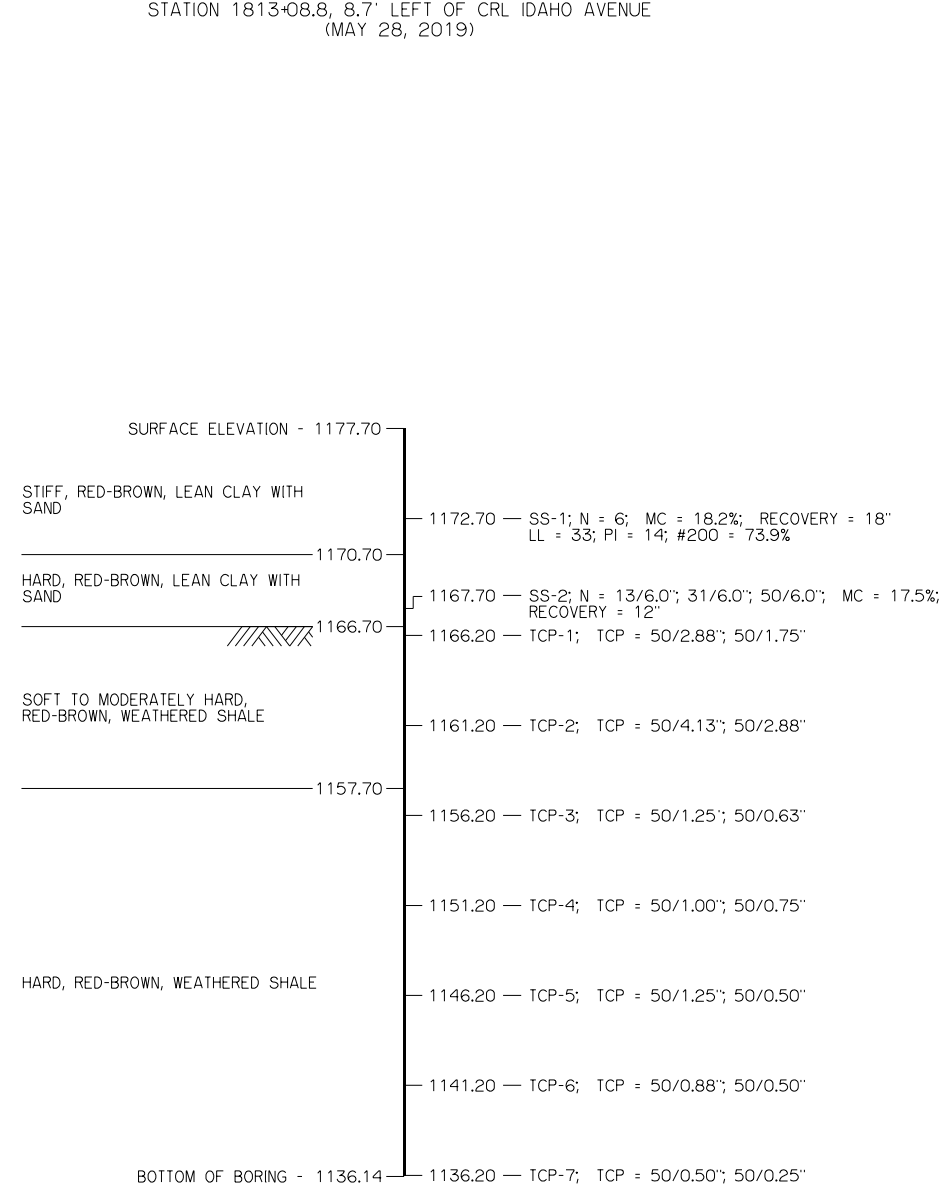 STATION 1813+08.8, 8.7' LEFT OF CRL IDAHO AVENUE
(MAY 28, 2019)
SURFACE ELEVATION - 1177.70
STIFF, RED-BROWN, LEAN CLAY WITH
SAND
1172.70 — SS-1; N = 6; MC = 18.2%; RECOVERY = 18"
LL = 33; PI = 14; #200 = 73.9%
1170.70
HARD, RED-BROWN, LEAN CLAY WITH
SAND
1167.70 — SS-2; N = 13/6.0"; 31/6.0"; 50/6.0"; MC = 17.5%;
RECOVERY = 12"
1166.70
1166.20 — TCP-1; TCP = 50/2.88"; 50/1.75"
SOFT TO MODERATELY HARD,
RED-BROWN, WEATHERED SHALE
1161.20 — TCP-2; TCP = 50/4.13"; 50/2.88"
1157.70
1156.20 — TCP-3; TCP = 50/1.25"; 50/0.63"
1151.20 — TCP-4; TCP = 50/1.00"; 50/0.75"
HARD, RED-BROWN, WEATHERED SHALE
1146.20 — TCP-5; TCP = 50/1.25"; 50/0.50"
1141.20 — TCP-6; TCP = 50/0.88"; 50/0.50"
BOTTOM OF BORING - 1136.14
1136.20 — TCP-7; TCP = 50/0.50"; 50/0.25"